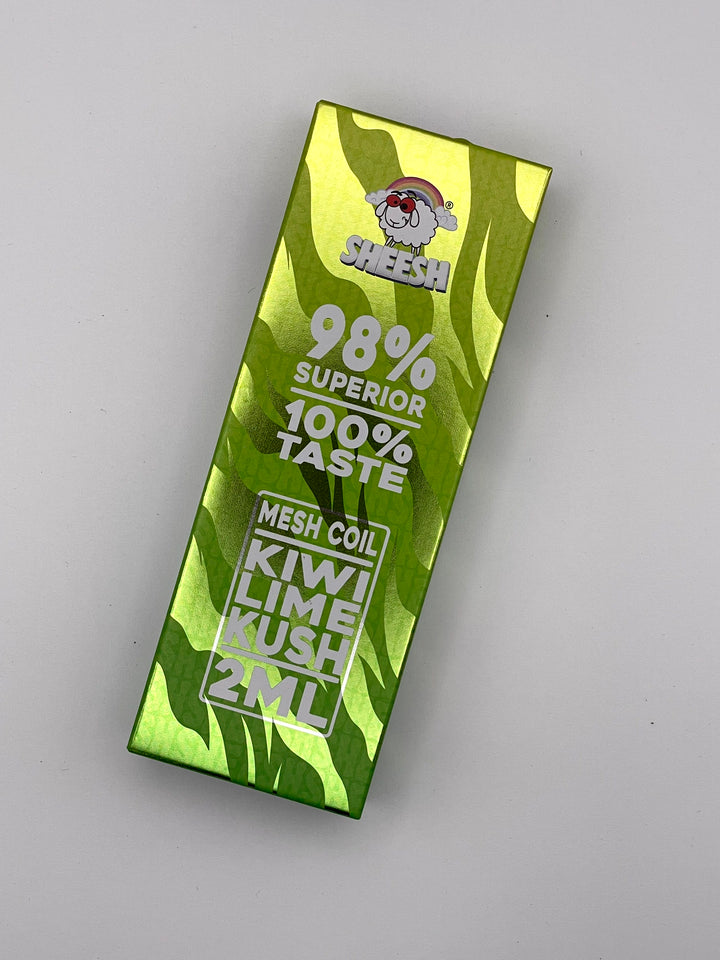 ®
SHEESH
98%
SUPERIOR
100%
TASTE
MESH COIL
KIWI
LIME
KUSH
2ML